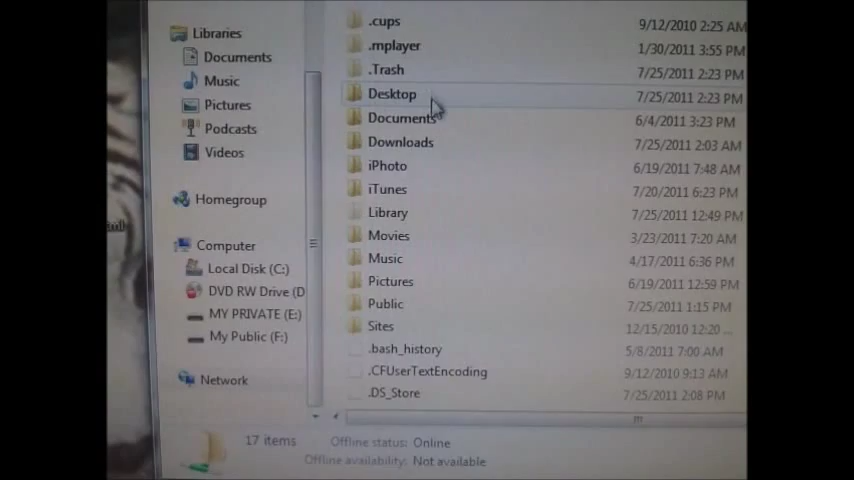 Libraries
Documents
Music
Pictures
Podcasts
Videos
Homegroup
Computer
Local Disk (C:)
DVD RW Drive (D
MY PRIVATE (E:)
My Public (F:)
Network
.cups 9/12/2010 2:25 AM
.mplayer 1/30/2011 3:55 PM
.Trash 7/25/2011 2:23 PM
Desktop 7/25/2011 2:23 PM
Documents 6/4/2011 3:23 PM
Downloads 7/25/2011 2:03 AM
iPhoto 6/19/2011 7:48 AM
iTunes 7/20/2011 6:23 PM
Library 7/25/2011 12:49 PM
Movies 3/23/2011 7:20 AM
Music 4/17/2011 6:36 PM
Pictures 6/19/2011 12:59 PM
Public 7/25/2011 1:15 PM
Sites 12/15/2010 12:20 ...
.bash_history 5/8/2011 7:00 AM
.CFUserTextEncoding 9/12/2010 9:13 AM
.DS_Store 7/25/2011 2:08 PM
17 items Offline status: Online
Offline availability: Not available